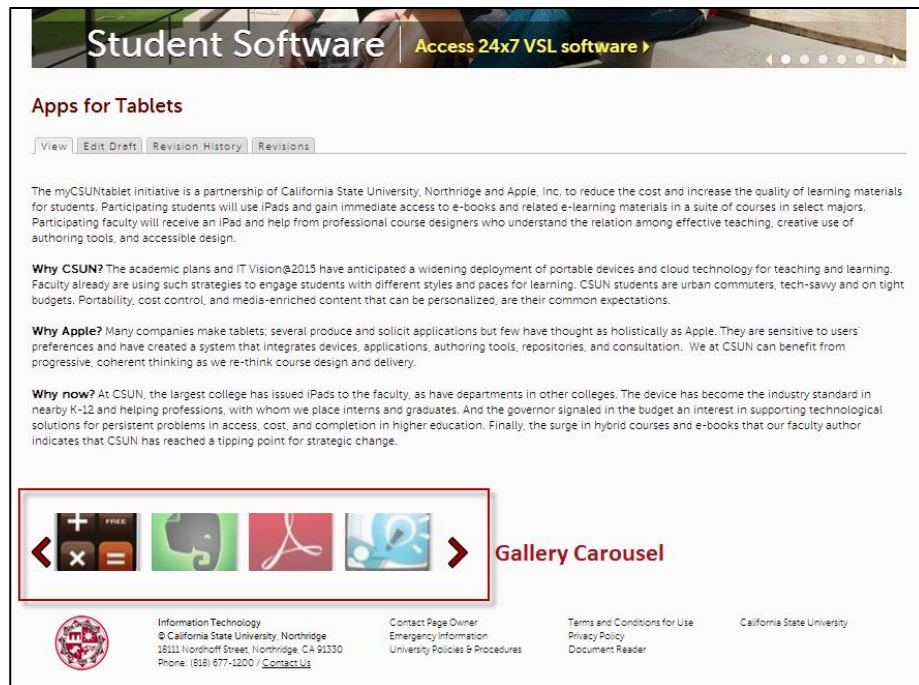 Student Software
Access 24x7 VSL software
Apps for Tablets
View Edit Draft Revision History Revisions
The myCSUNtablet initiative is a partnership of California State University, Northridge and Apple, Inc. to reduce the cost and increase the quality of learning materials
for students. Participating students will use iPads and gain immediate access to e-books and related e-learning materials in a suite of courses in select majors.
Participating faculty will receive an iPad and help from professional course designers who understand the relation among effective teaching, creative use of
authoring tools, and accessible design.
Why CSUN? The academic plans and IT Vision@2015 have anticipated a widening deployment of portable devices and cloud technology for teaching and learning.
Faculty already are using such strategies to engage students with different styles and paces for learning. CSUN students are urban commuters, tech-savvy and on tight
budgets. Portability, cost control, and media-enriched content that can be personalized, are their common expectations.
Why Apple? Many companies make tablets; several produce and solicit applications but few have thought as holistically as Apple. They are sensitive to users'
preferences and have created a system that integrates devices, applications, authoring tools, repositories, and consultation. We at CSUN can benefit from
progressive, coherent thinking as we re-think course design and delivery.
Why now? At CSUN, the largest college has issued iPads to the faculty, as have departments in other colleges. The device has become the industry standard in
nearby K-12 and helping professions, with whom we place interns and graduates. And the governor signaled in the budget an interest in supporting technological
solutions for persistent problems in access, cost, and completion in higher education. Finally, the surge in hybrid courses and e-books that our faculty author
indicates that CSUN has reached a tipping point for strategic change.
+ FREE
× =
Gallery Carousel
Information Technology
© California State University, Northridge
18111 Nordhoff Street, Northridge, CA 91330
Phone: (818) 677-1200 / Contact Us
Contact Page Owner
Emergency Information
University Policies & Procedures
Terms and Conditions for Use
Privacy Policy
Document Reader
California State University